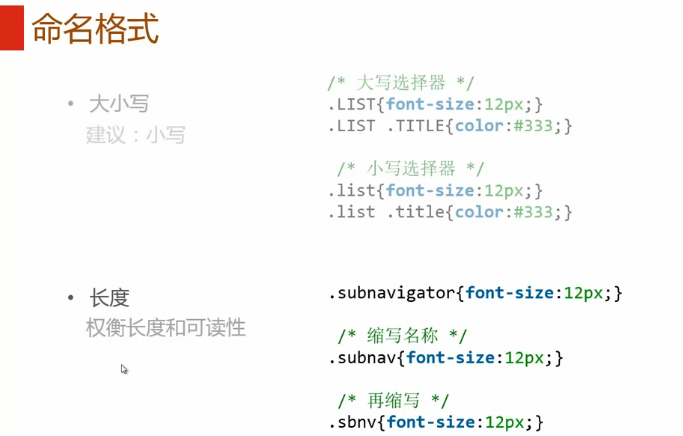 命名格式
• 大小写
建议：小写
/* 大写选择器 */
.LIST{font-size:12px;}
.LIST .TITLE{color:#333;}
/* 小写选择器 */
.list{font-size:12px;}
.list .title{color:#333;}
• 长度
权衡长度和可读性
.subnavigator{font-size:12px;}
/* 缩写名称 */
.subnav{font-size:12px;}
/* 再缩写 */
.sbnv{font-size:12px;}